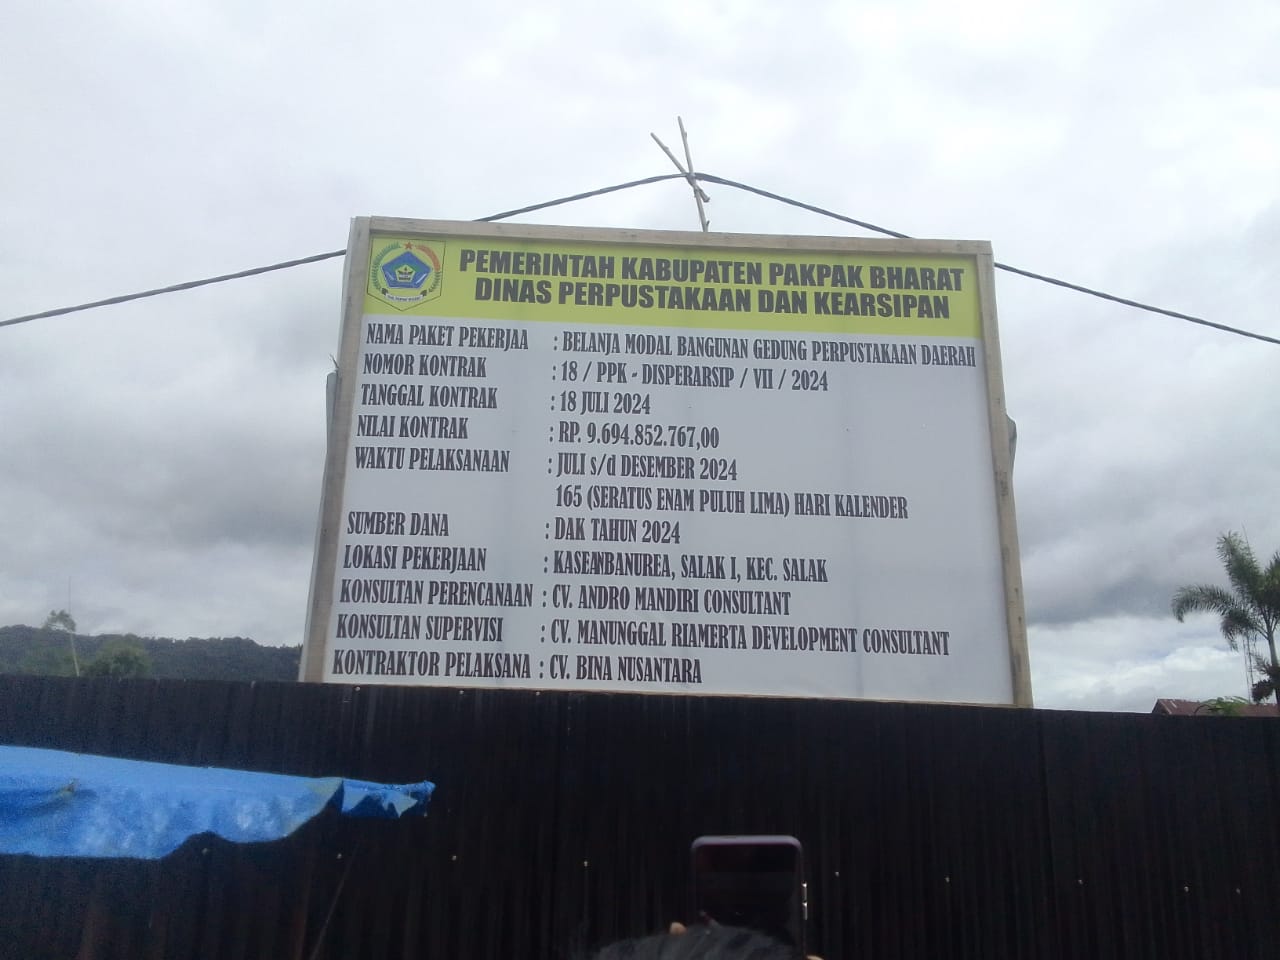 PEMERINTAH KABUPATEN PAKPAK BHARAT
DINAS PERPUSTAKAAN DAN KEARSIPAN
NAMA PAKET PEKERJAA : BELANJA MODAL BANGUNAN GEDUNG PERPUSTAKAAN DAERAH
NOMOR KONTRAK : 18 / PPK - DISPERARSIP / VII / 2024
TANGGAL KONTRAK : 18 JULI 2024
NILAI KONTRAK : RP. 9.694.852.767,00
WAKTU PELAKSANAAN : JULI s/d DESEMBER 2024
165 (SERATUS ENAM PULUH LIMA) HARI KALENDER
SUMBER DANA : DAK TAHUN 2024
LOKASI PEKERJAAN : KASEANBANUREA, SALAK I, KEC. SALAK
KONSULTAN PERENCANAAN : CV. ANDRO MANDIRI CONSULTANT
KONSULTAN SUPERVISI : CV. MANUNGGAL RIAMERTA DEVELOPMENT CONSULTANT
KONTRAKTOR PELAKSANA : CV. BINA NUSANTARA